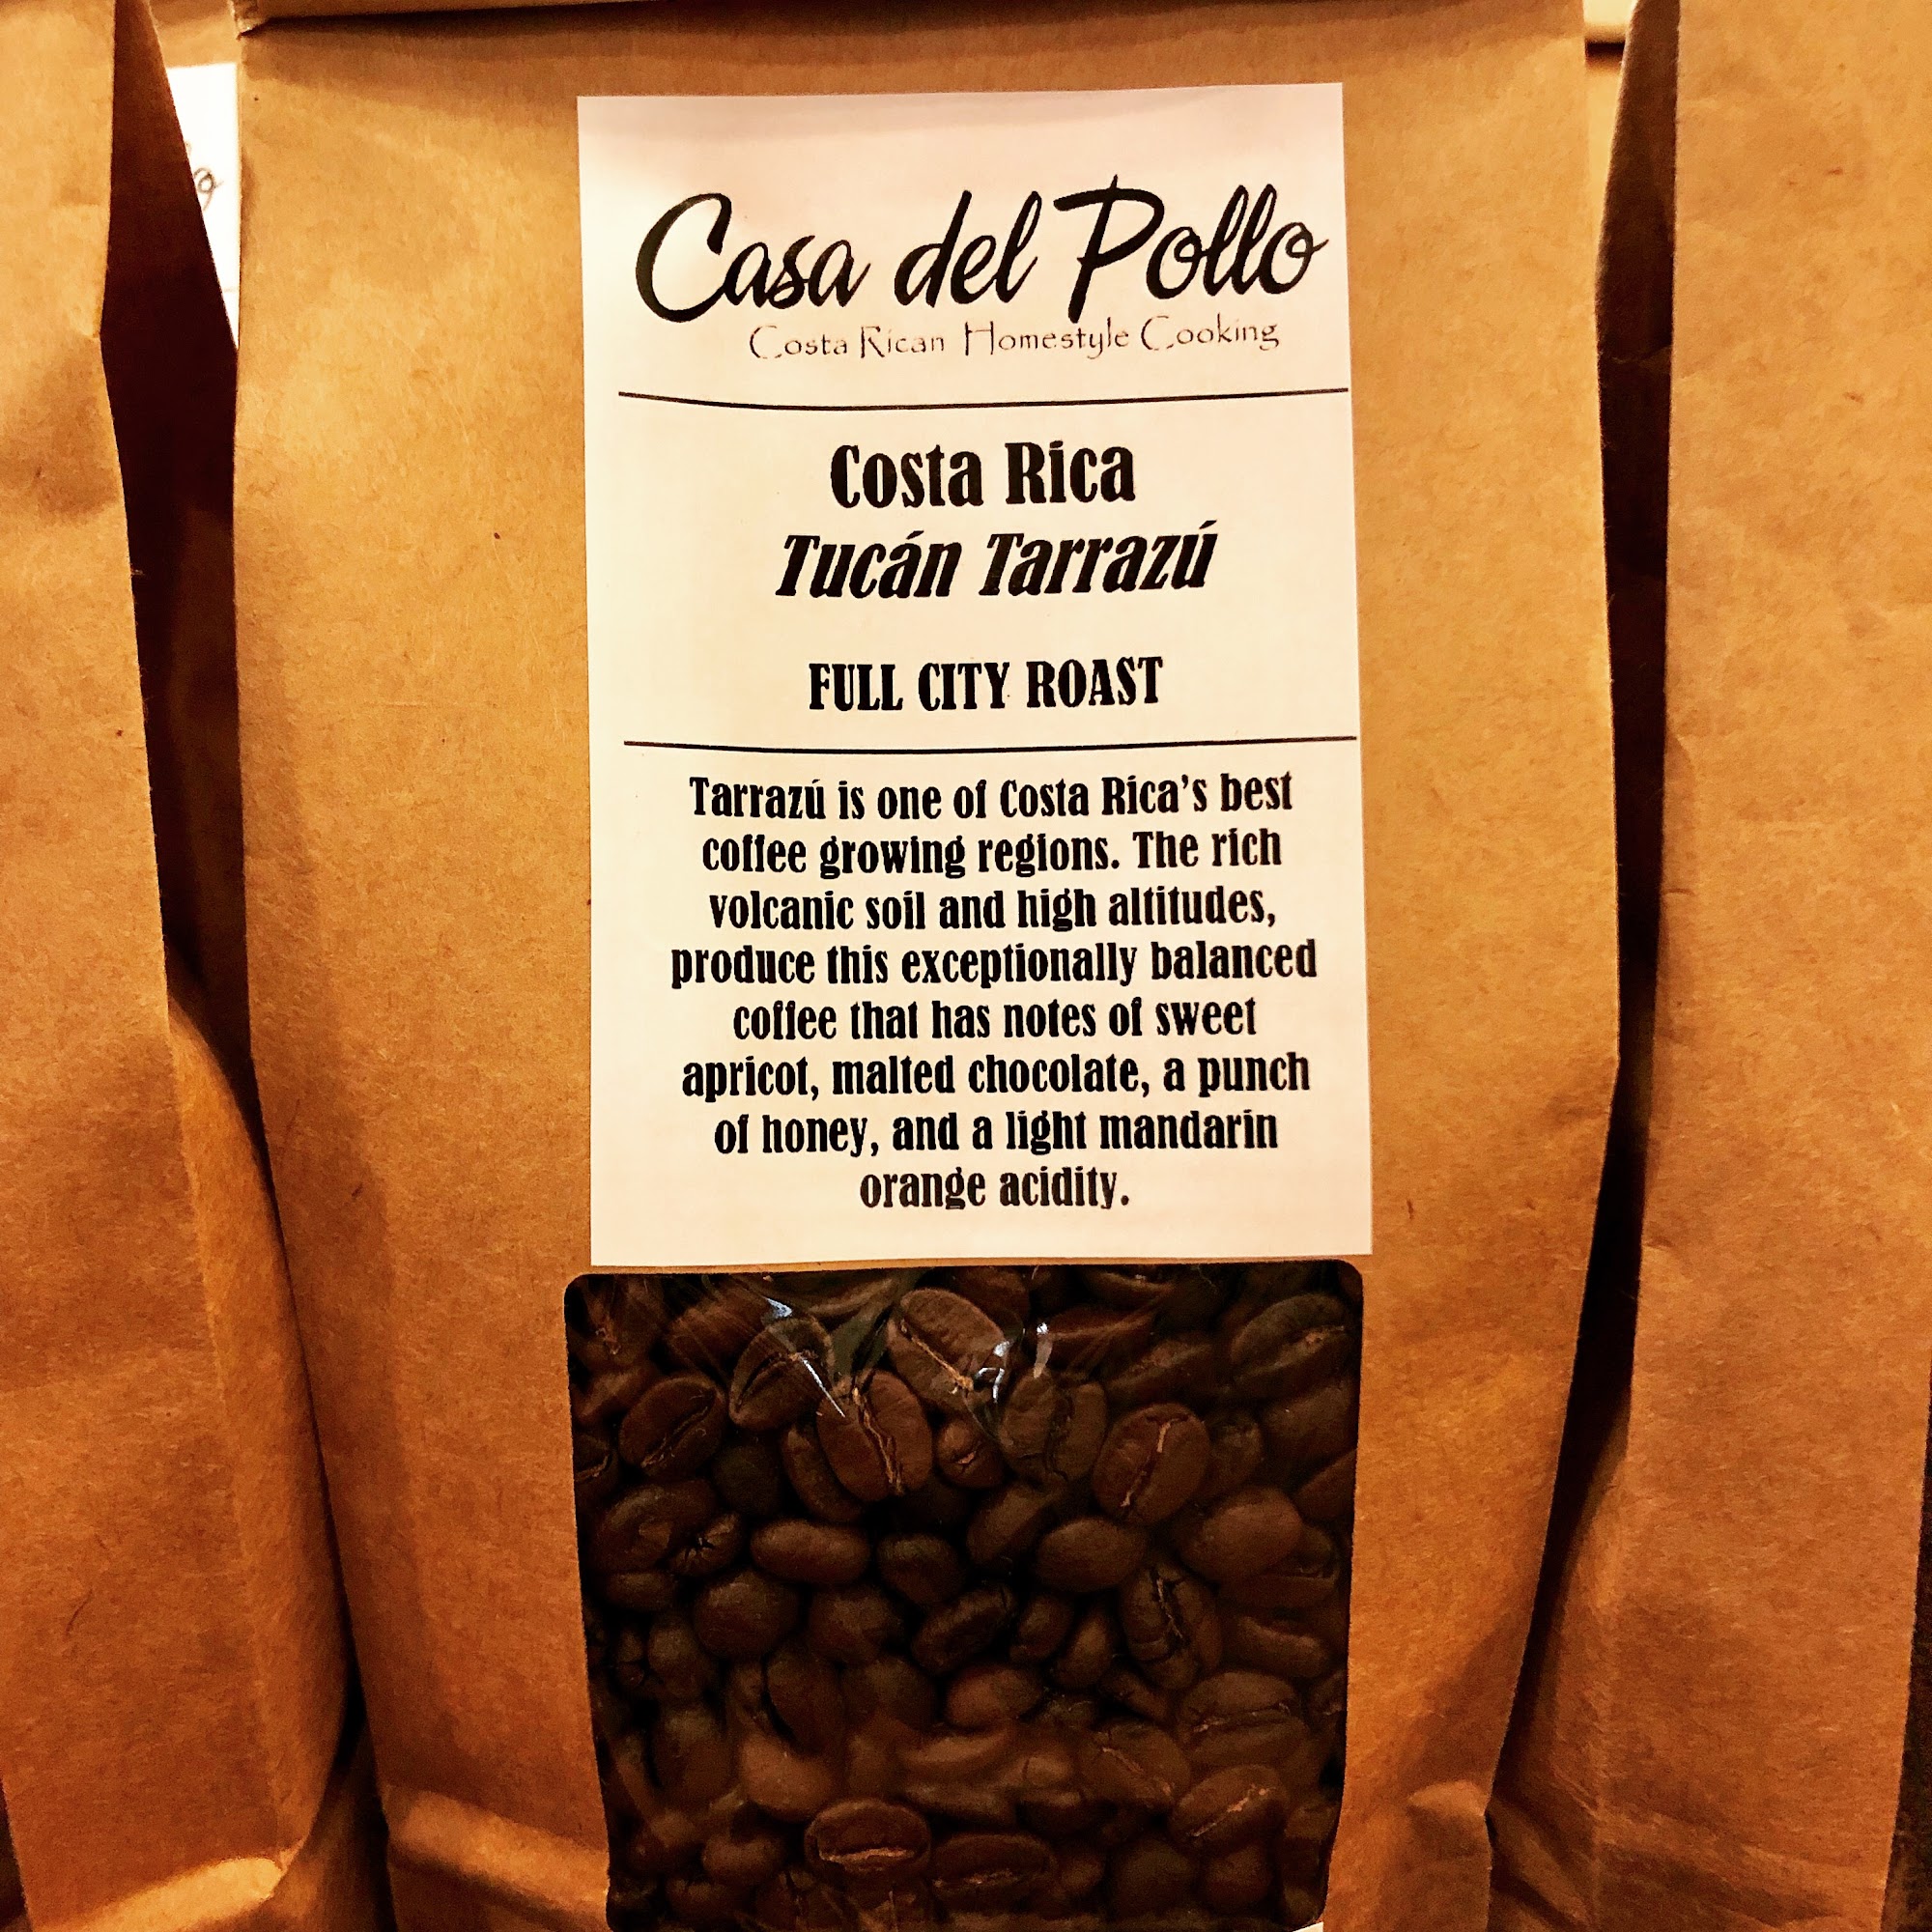 Casa del Pollo
Costa Rican Homestyle Cooking
Costa Rica
Tucán Tarrazú
FULL CITY ROAST
Tarrazú is one of Costa Rica's best
coffee growing regions. The rich
volcanic soil and high altitudes,
produce this exceptionally balanced
coffee that has notes of sweet
apricot, malted chocolate, a punch
of honey, and a light mandarin
orange acidity.